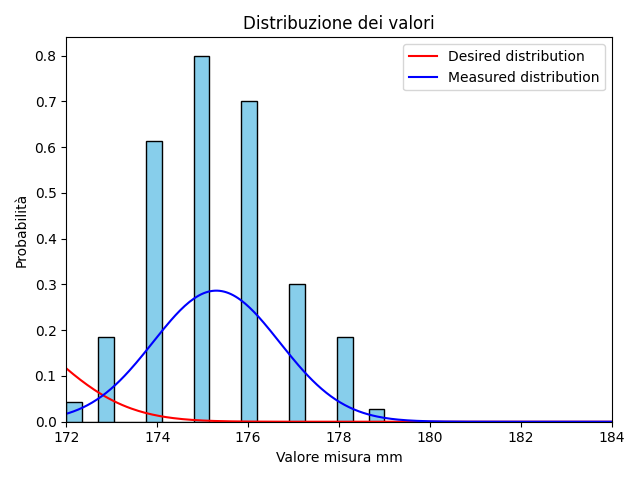 Distribuzione dei valori
Desired distribution
Measured distribution
Probabilità
0.8
0.7
0.6
0.5
0.4
0.3
0.2
0.1
0.0
172 174 176 178 180 182 184
Valore misura mm